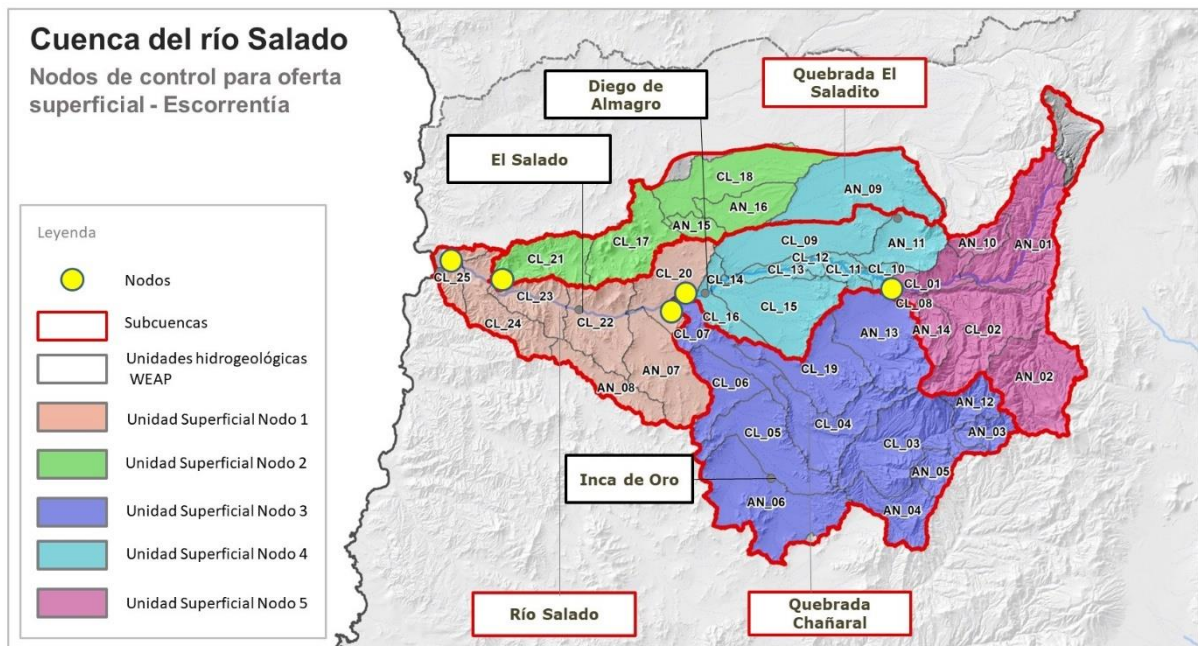 Cuenca del río Salado
Nodos de control para oferta
superficial - Escorrentía
Diego de
Almagro
Quebrada El
Saladito
El Salado
Leyenda
Nodos
Subcuencas
Unidades hidrogeológicas
WEAP
Unidad Superficial Nodo 1
Unidad Superficial Nodo 2
Unidad Superficial Nodo 3
Unidad Superficial Nodo 4
Unidad Superficial Nodo 5
CL_18
AN_09
AN_16
AN_15
CL_17
CL_21
CL_09
AN_11
AN_10
AN_01
CL_12
CL_13
CL_11
CL_10
CL_20
CL_14
CL_01
CL_08
CL_25
CL_23
CL_24
CL_22
CL_16
CL_15
CL_07
AN_13
AN_14
CL_02
AN_02
AN_07
AN_08
CL_06
CL_19
AN_12
CL_04
CL_05
CL_03
AN_03
AN_05
AN_06
AN_04
Inca de Oro
Río Salado
Quebrada
Chañaral